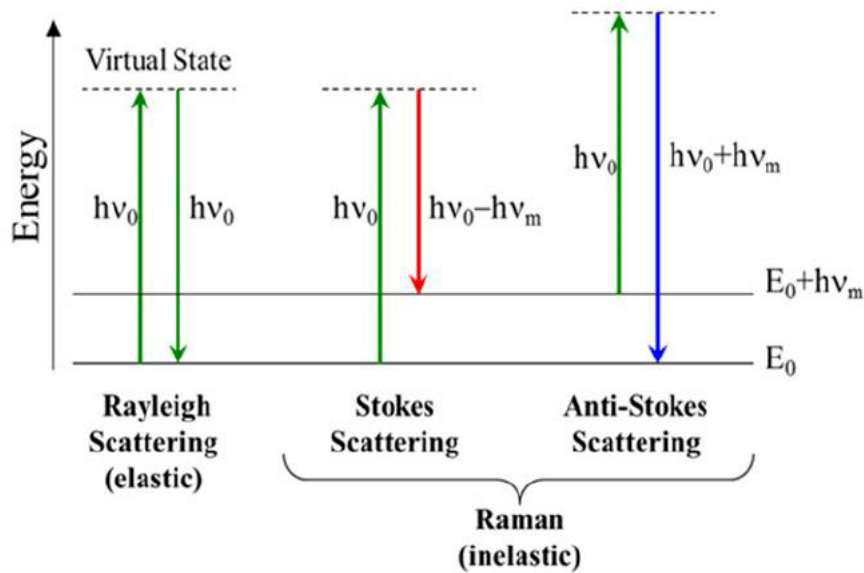 Energy
Virtual State
hν₀
hν₀
hν₀
hν₀–hνₘ
hν₀
hν₀+hνₘ
E₀+hνₘ
E₀
Rayleigh
Scattering
(elastic)
Stokes
Scattering
Anti-Stokes
Scattering
Raman
(inelastic)